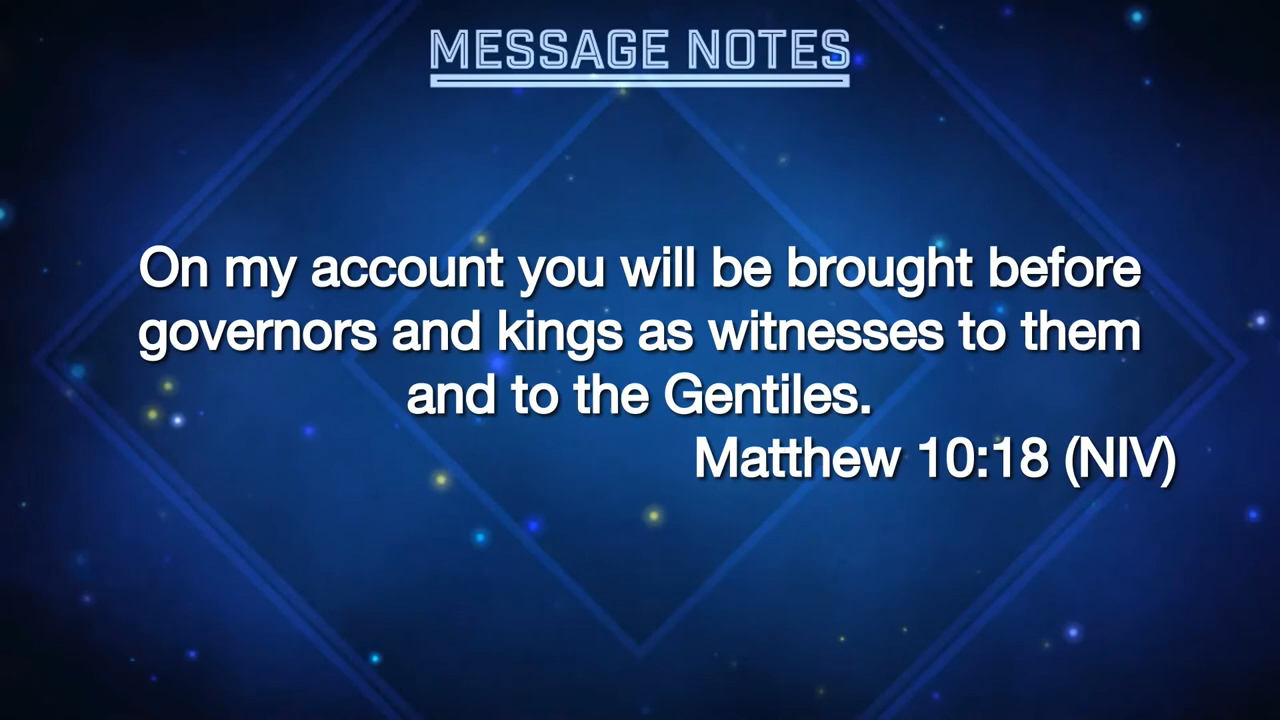 MESSAGE NOTES
On my account you will be brought before
governors and kings as witnesses to them
and to the Gentiles.
Matthew 10:18 (NIV)